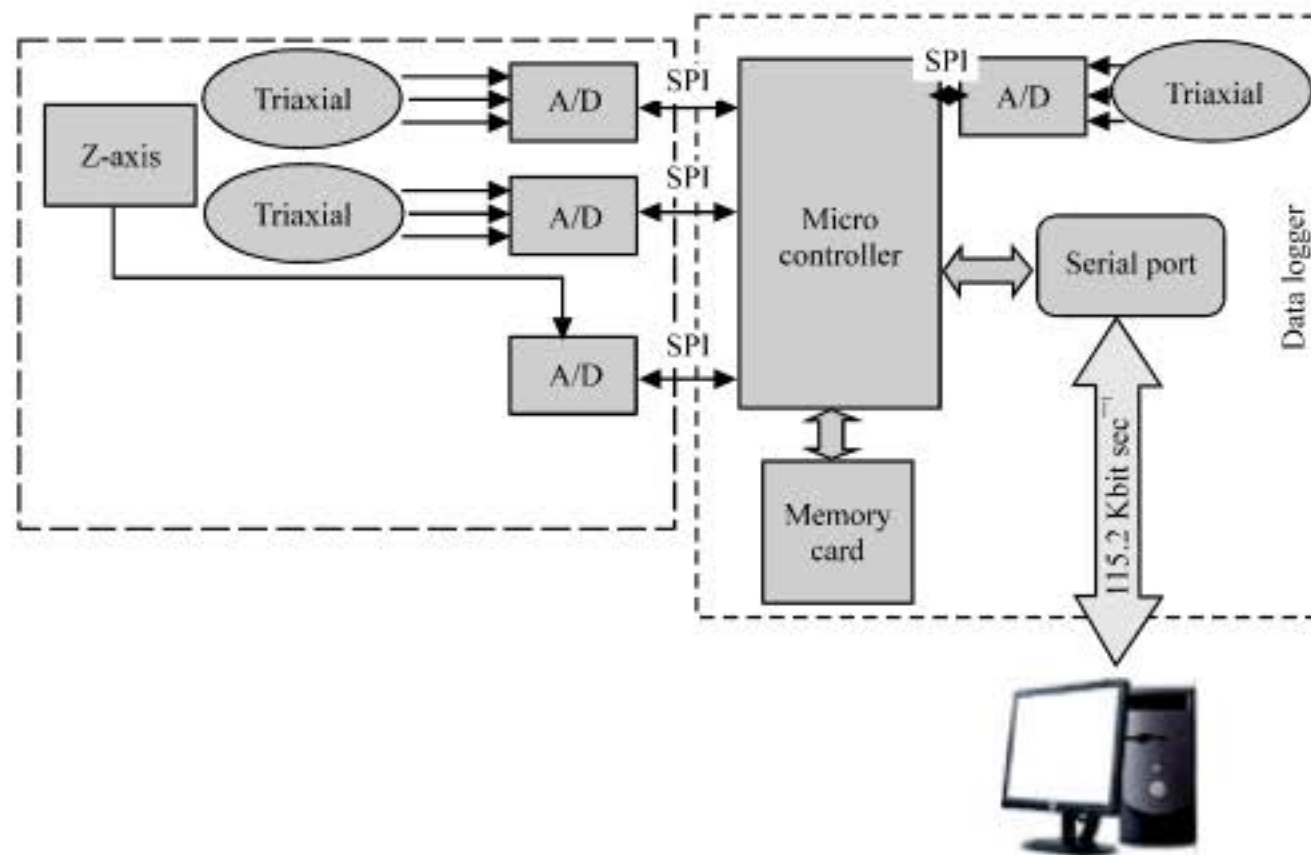 Z-axis
Triaxial
A/D
SPI
Triaxial
A/D
SPI
A/D
SPI
Micro
controller
SPI
A/D
Triaxial
Serial port
Data logger
Memory
card
115.2 Kbit sec⁻¹